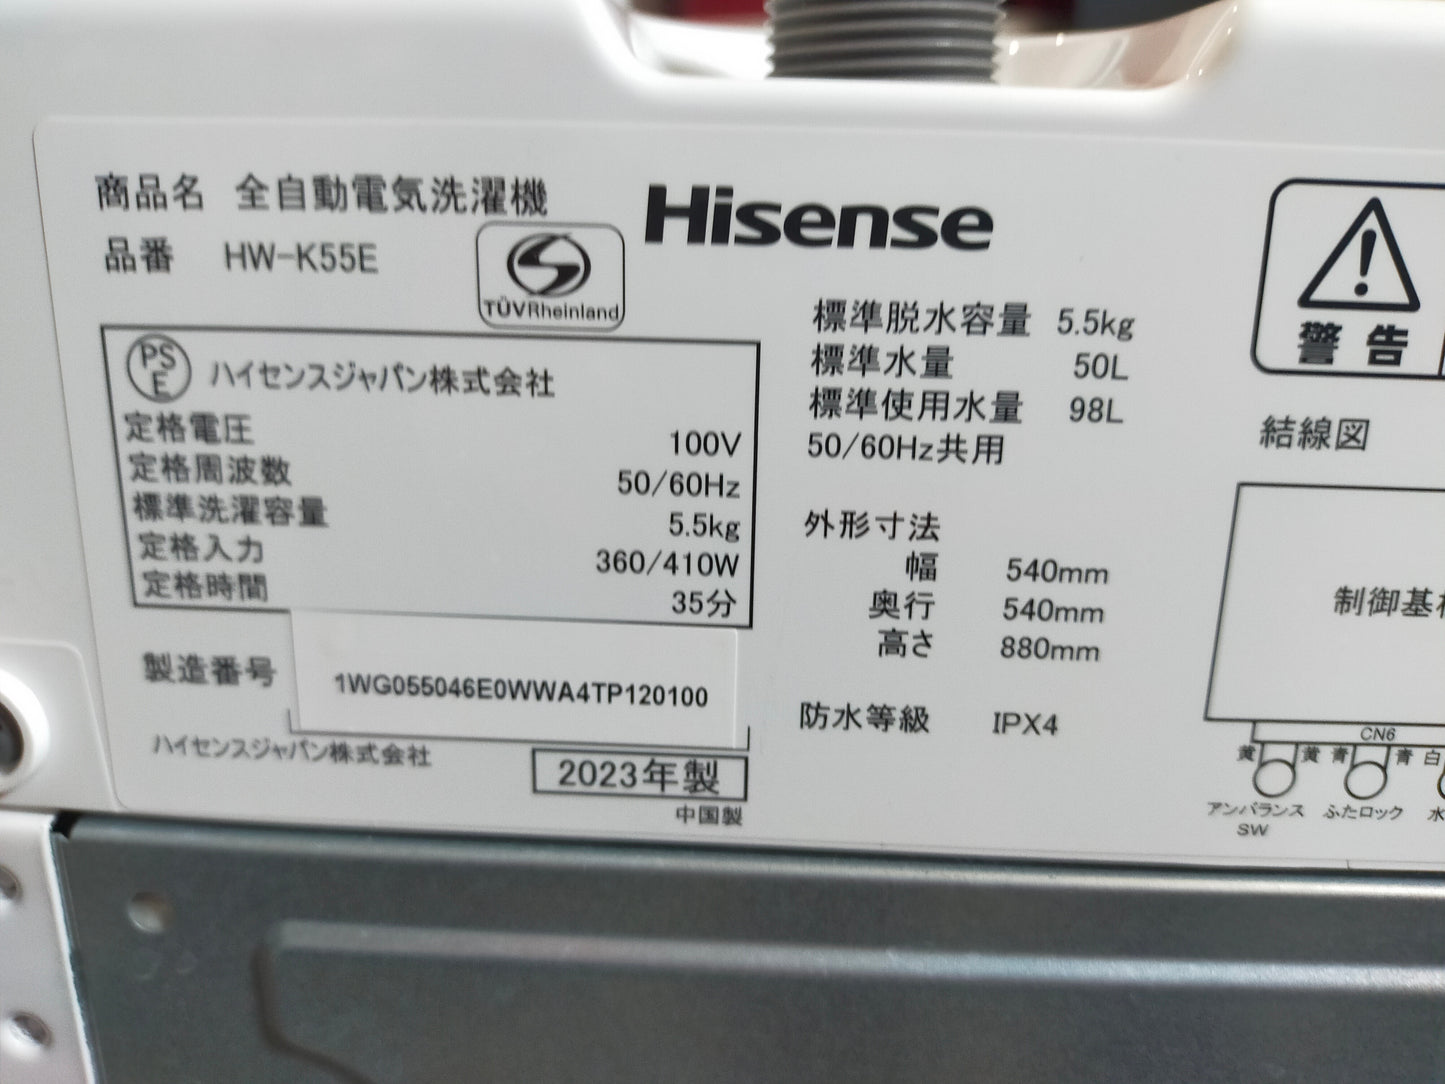 商品名 全自動電気洗濯機
品番 HW-K55E
TÜVRheinland
Hisense
PS
E
ハイセンスジャパン株式会社
定格電圧 100V
定格周波数 50/60Hz
標準洗濯容量 5.5kg
定格入力 360/410W
定格時間 35分
製造番号 1WG055046E0WWA4TP120100
ハイセンスジャパン株式会社
2023年製
中国製
標準脱水容量 5.5kg
標準水量 50L
標準使用水量 98L
50/60Hz共用
外形寸法
幅 540mm
奥行 540mm
高さ 880mm
防水等級 IPX4
警告
結線図
制御基
CN6
黄 黄 青 青 白
アンバランス ふたロック 水
SW